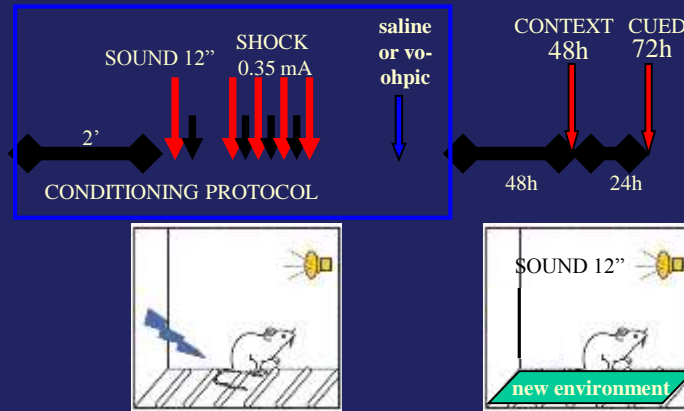 SOUND 12”
SHOCK
0.35 mA
saline
or vo-
ohpic
CONTEXT
48h
CUED
72h
2’
CONDITIONING PROTOCOL
48h
24h
SOUND 12”
new environment